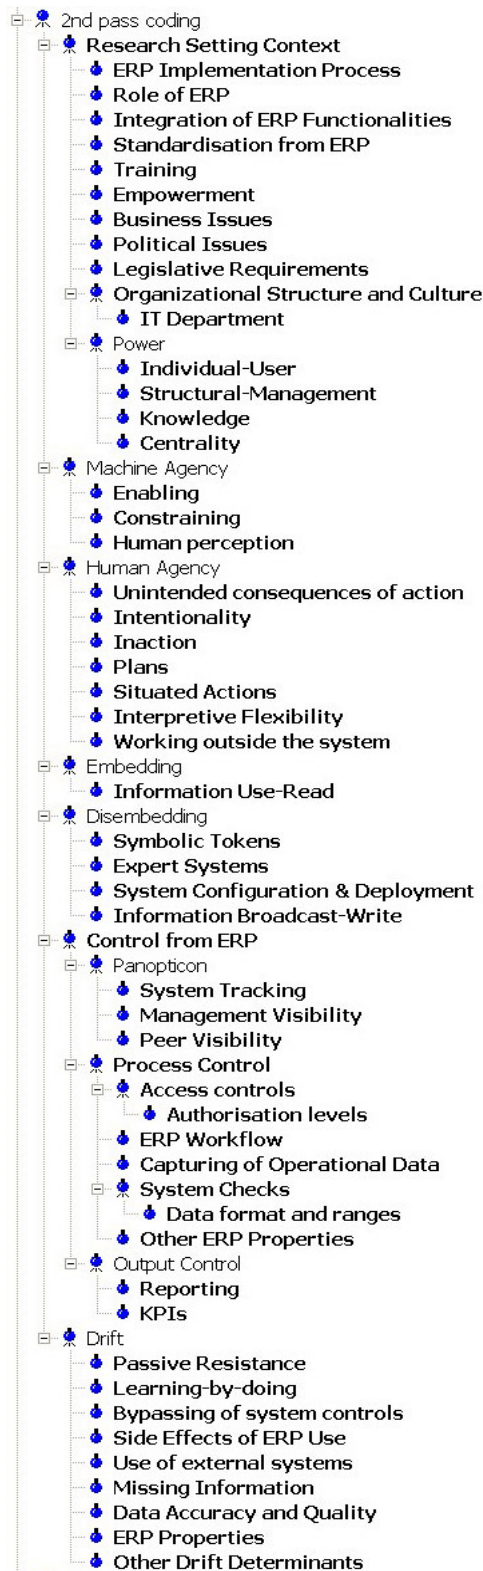 2nd pass coding
Research Setting Context
ERP Implementation Process
Role of ERP
Integration of ERP Functionalities
Standardisation from ERP
Training
Empowerment
Business Issues
Political Issues
Legislative Requirements
Organizational Structure and Culture
IT Department
Power
Individual-User
Structural-Management
Knowledge
Centrality
Machine Agency
Enabling
Constraining
Human perception
Human Agency
Unintended consequences of action
Intentionality
Inaction
Plans
Situated Actions
Interpretive Flexibility
Working outside the system
Embedding
Information Use-Read
Disembedding
Symbolic Tokens
Expert Systems
System Configuration & Deployment
Information Broadcast-Write
Control from ERP
Panopticon
System Tracking
Management Visibility
Peer Visibility
Process Control
Access controls
Authorisation levels
ERP Workflow
Capturing of Operational Data
System Checks
Data format and ranges
Other ERP Properties
Output Control
Reporting
KPIs
Drift
Passive Resistance
Learning-by-doing
Bypassing of system controls
Side Effects of ERP Use
Use of external systems
Missing Information
Data Accuracy and Quality
ERP Properties
Other Drift Determinants